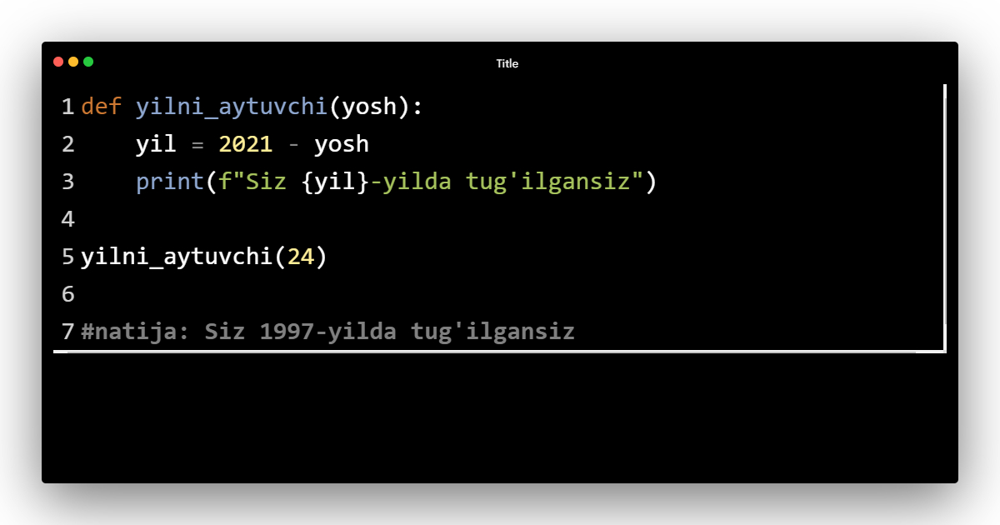 Title
1 def yilni_aytuvchi(yosh):
2     yil = 2021 - yosh
3     print(f"Siz {yil}-yilda tug'ilgansiz")
4
5 yilni_aytuvchi(24)
6
7 #natija: Siz 1997-yilda tug'ilgansiz